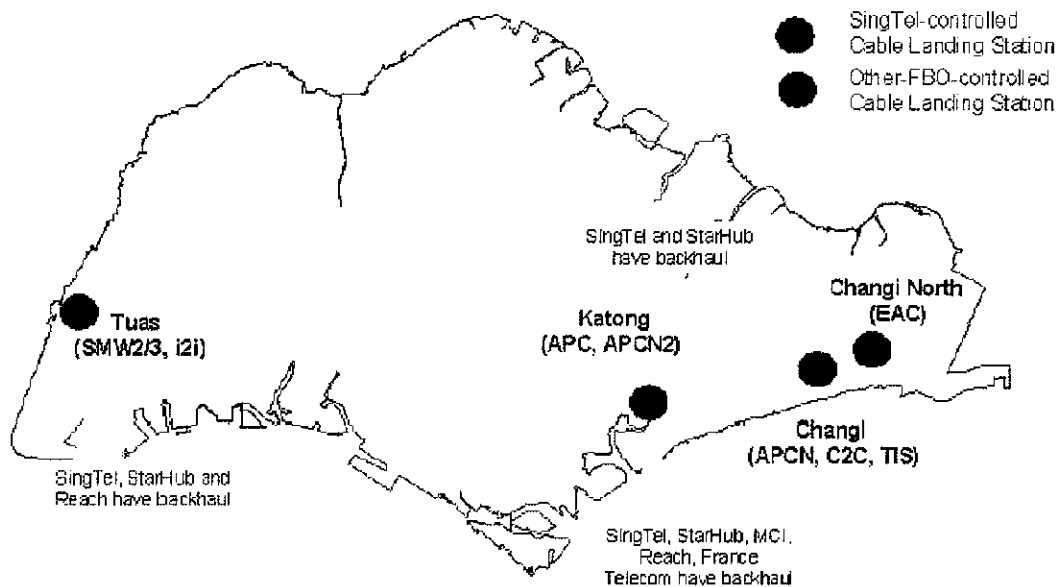 SingTel-controlled
Cable Landing Station
Other-FBO-controlled
Cable Landing Station
SingTel and StarHub
have backhaul
Changi North
(EAC)
Katong
(APC, APCN2)
Tuas
(SMW2/3, i2i)
Changi
(APCN, C2C, TIS)
SingTel, StarHub and
Reach have backhaul
SingTel, StarHub, MCI,
Reach, France
Telecom have backhaul